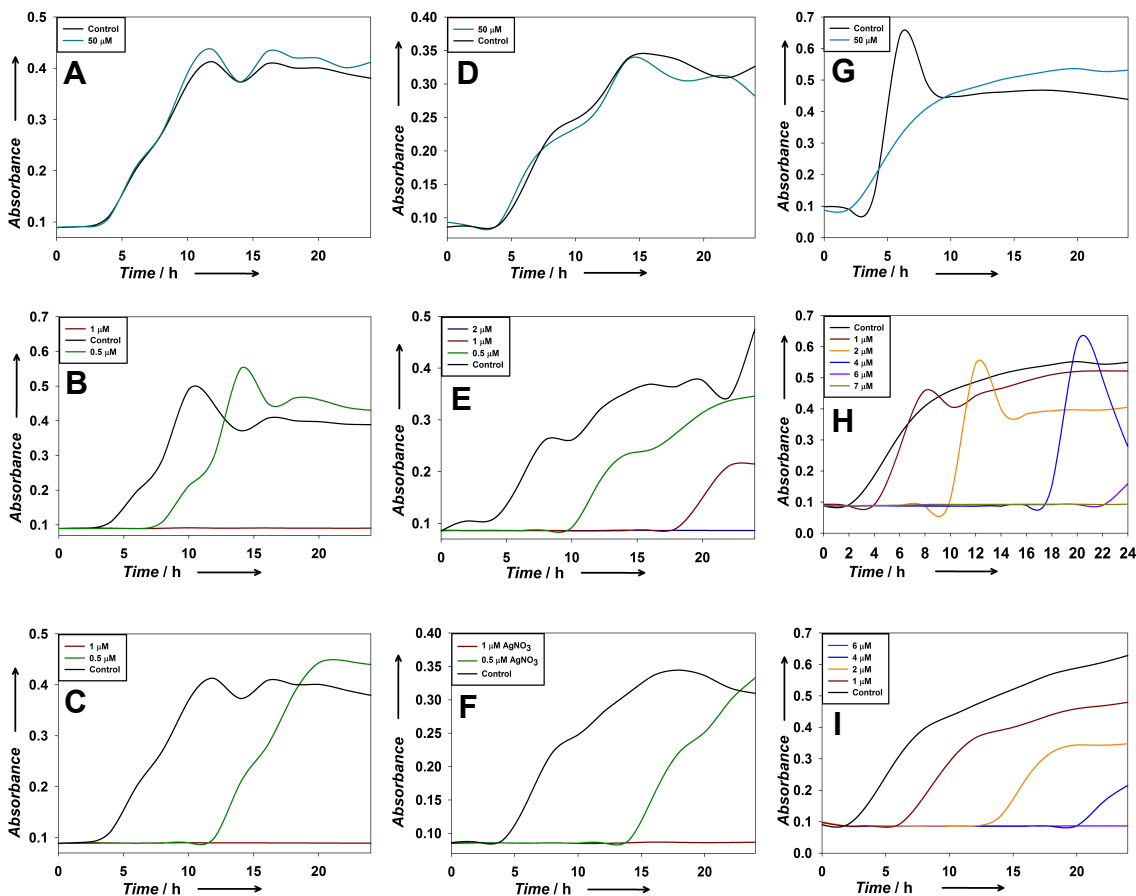 0.5
0.4
0.3
0.2
0.1
Absorbance
Control
50 µM
A
0 5 10 15 20
Time / h
0.40
0.35
0.30
0.25
0.20
0.15
0.10
Absorbance
50 µM
Control
D
0 5 10 15 20
Time / h
0.7
0.6
0.5
0.4
0.3
0.2
0.1
0.0
Absorbance
Control
50 µM
G
0 5 10 15 20
Time / h
0.7
0.6
0.5
0.4
0.3
0.2
0.1
Absorbance
1 µM
Control
0.5 µM
B
0 5 10 15 20
Time / h
0.5
0.4
0.3
0.2
0.1
Absorbance
2 µM
1 µM
0.5 µM
Control
E
0 5 10 15 20
Time / h
0.7
0.6
0.5
0.4
0.3
0.2
0.1
0.0
Absorbance
Control
1 µM
2 µM
4 µM
6 µM
7 µM
H
0 2 4 6 8 10 12 14 16 18 20 22 24
Time / h
0.5
0.4
0.3
0.2
0.1
Absorbance
1 µM
0.5 µM
Control
C
0 5 10 15 20
Time / h
0.40
0.35
0.30
0.25
0.20
0.15
0.10
Absorbance
1 µM AgNO₃
0.5 µM AgNO₃
Control
F
0 5 10 15 20
Time / h
0.7
0.6
0.5
0.4
0.3
0.2
0.1
0.0
Absorbance
6 µM
4 µM
2 µM
1 µM
Control
I
0 5 10 15 20
Time / h